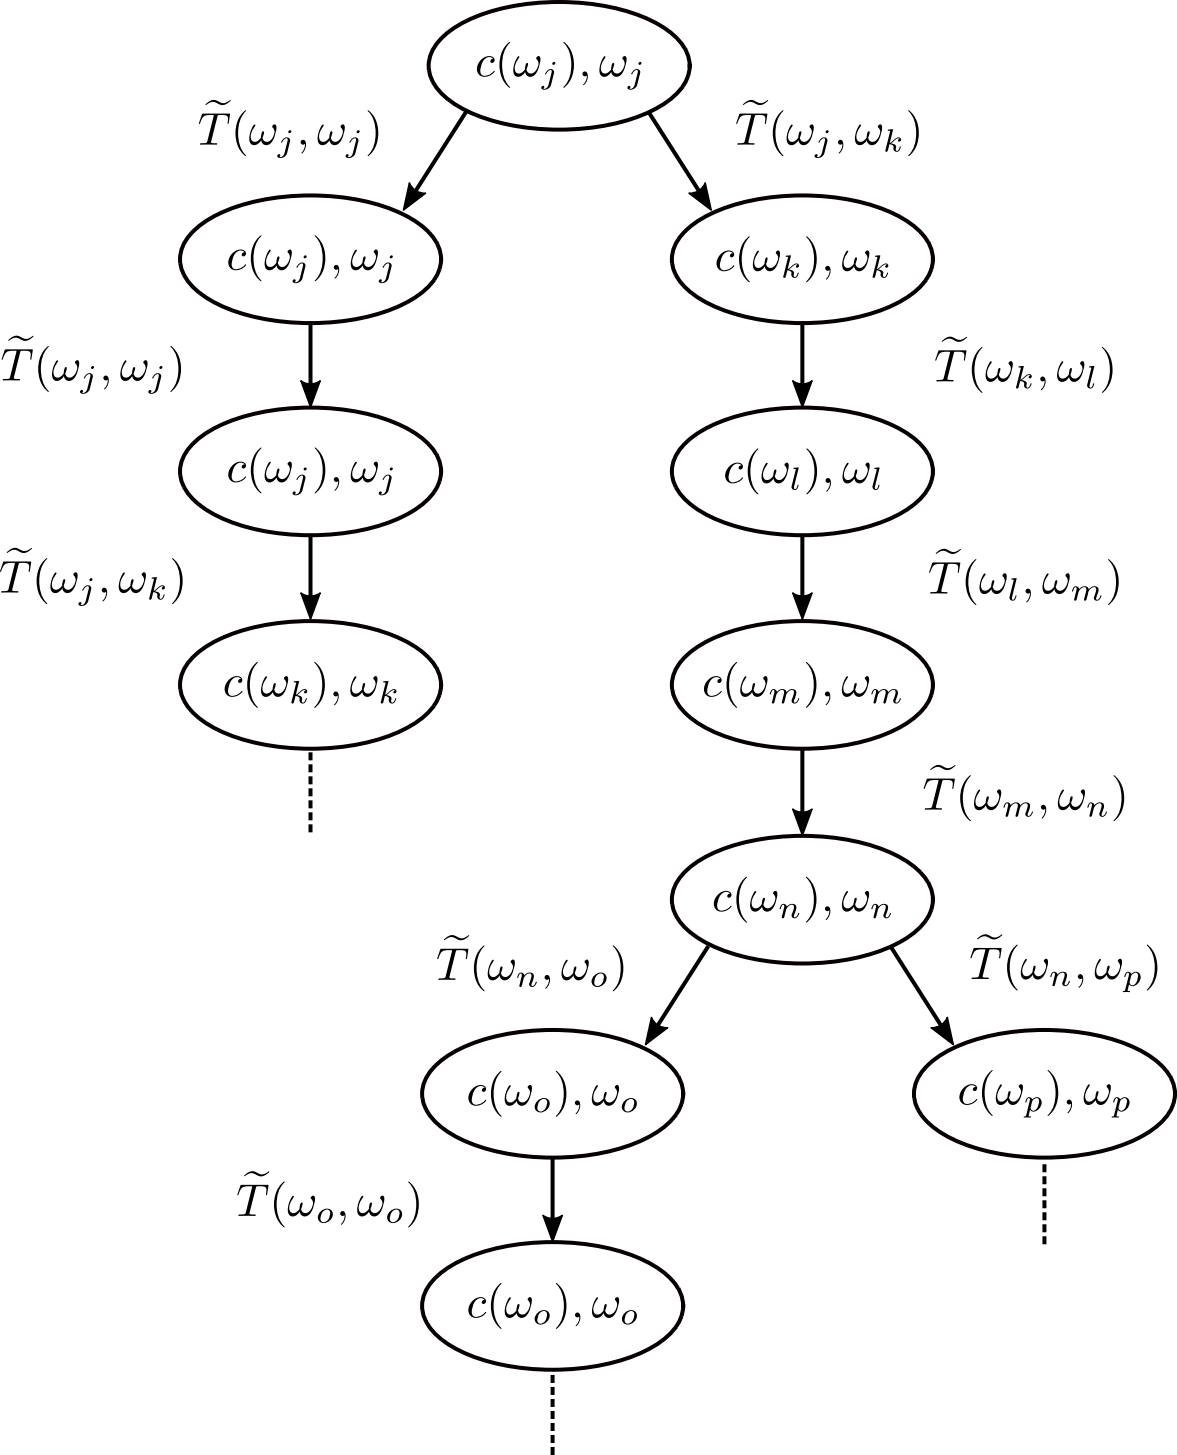 c(ω_j), ω_j
T̃(ω_j, ω_j) T̃(ω_j, ω_k)
c(ω_j), ω_j c(ω_k), ω_k
T̃(ω_j, ω_j) T̃(ω_k, ω_l)
c(ω_j), ω_j c(ω_l), ω_l
T̃(ω_j, ω_k) T̃(ω_l, ω_m)
c(ω_k), ω_k c(ω_m), ω_m
T̃(ω_m, ω_n)
c(ω_n), ω_n
T̃(ω_n, ω_o) T̃(ω_n, ω_p)
c(ω_o), ω_o c(ω_p), ω_p
T̃(ω_o, ω_o)
c(ω_o), ω_o